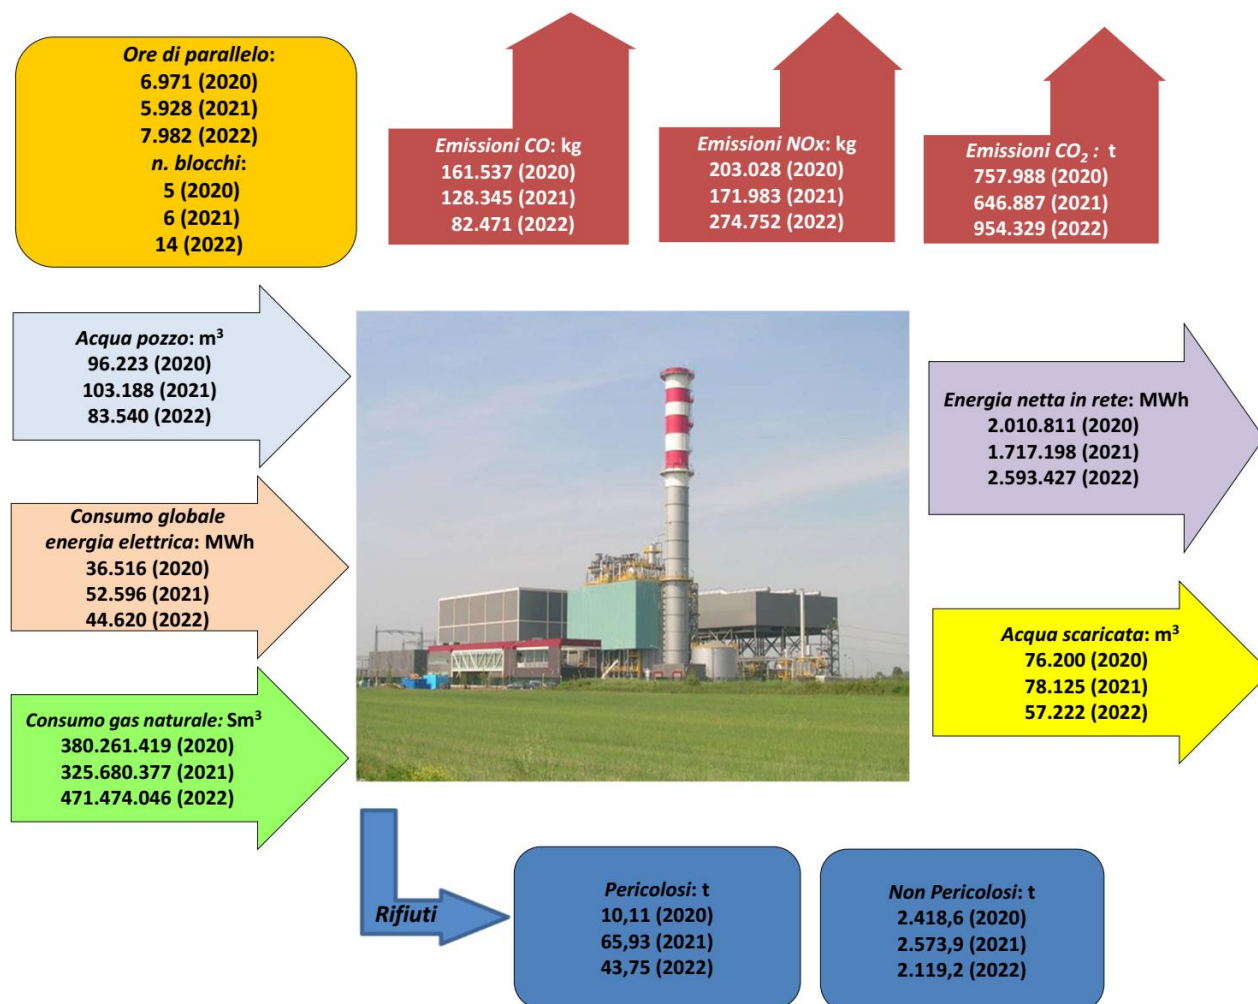 Ore di parallelo:
6.971 (2020)
5.928 (2021)
7.982 (2022)
n. blocchi:
5 (2020)
6 (2021)
14 (2022)
Emissioni CO: kg
161.537 (2020)
128.345 (2021)
82.471 (2022)
Emissioni NOx: kg
203.028 (2020)
171.983 (2021)
274.752 (2022)
Emissioni CO₂ : t
757.988 (2020)
646.887 (2021)
954.329 (2022)
Acqua pozzo: m³
96.223 (2020)
103.188 (2021)
83.540 (2022)
Consumo globale
energia elettrica: MWh
36.516 (2020)
52.596 (2021)
44.620 (2022)
Consumo gas naturale: Sm³
380.261.419 (2020)
325.680.377 (2021)
471.474.046 (2022)
Energia netta in rete: MWh
2.010.811 (2020)
1.717.198 (2021)
2.593.427 (2022)
Acqua scaricata: m³
76.200 (2020)
78.125 (2021)
57.222 (2022)
Rifiuti
Pericolosi: t
10,11 (2020)
65,93 (2021)
43,75 (2022)
Non Pericolosi: t
2.418,6 (2020)
2.573,9 (2021)
2.119,2 (2022)